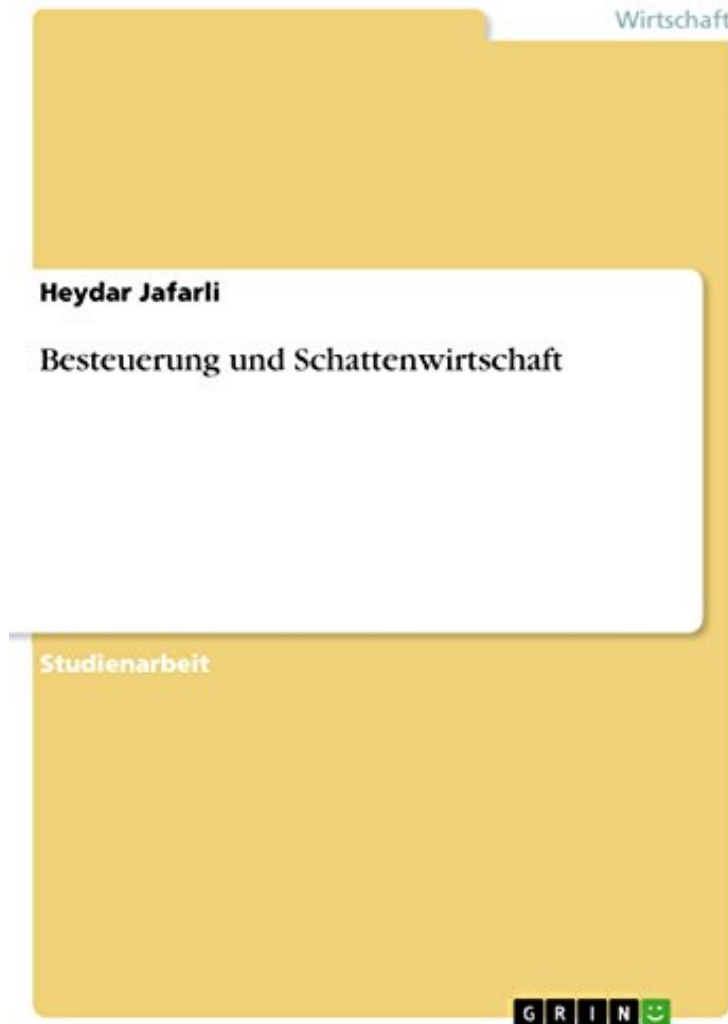 Wirtschaft
Heydar Jafarli
Besteuerung und Schattenwirtschaft
Studienarbeit
GRIN